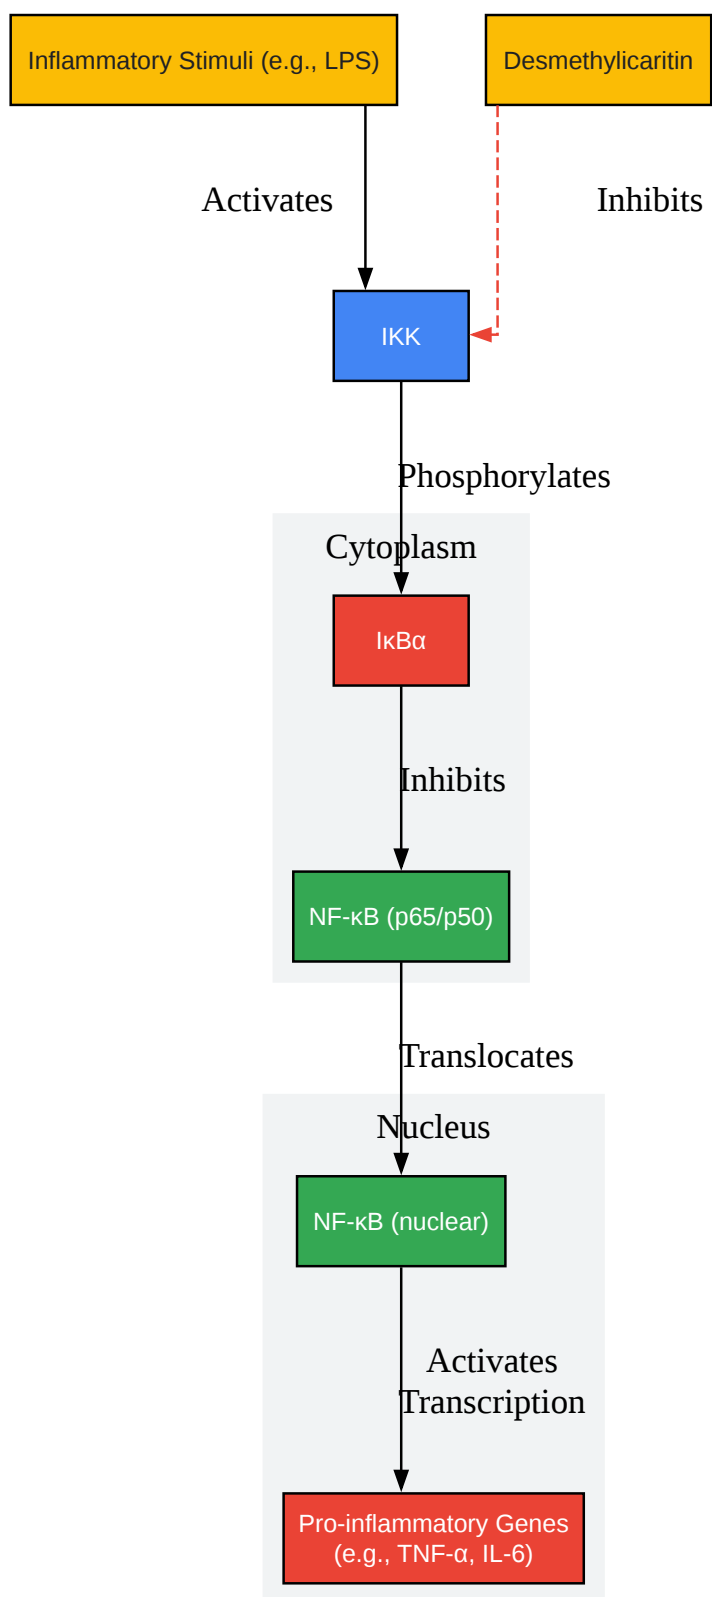 Inflammatory Stimuli (e.g., LPS)
Desmethylicaritin
Activates
Inhibits
IKK
Phosphorylates
Cytoplasm
IκBα
Inhibits
NF-κB (p65/p50)
Translocates
Nucleus
NF-κB (nuclear)
Activates
Transcription
Pro-inflammatory Genes
(e.g., TNF-α, IL-6)